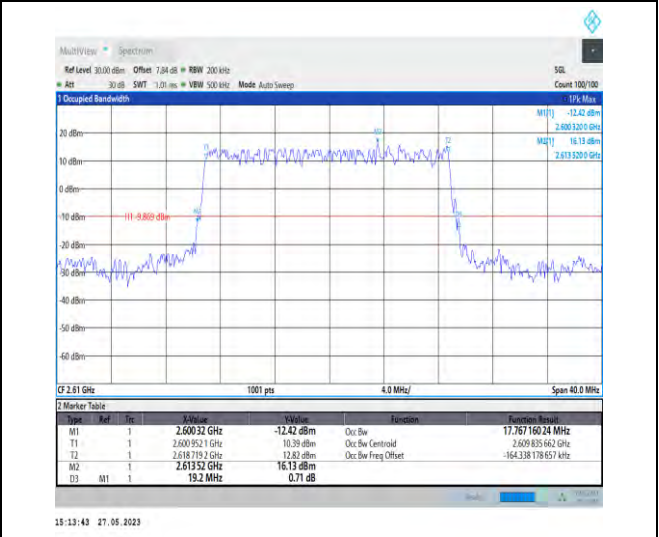 MultiView Spectrum
Ref Level 30.00 dBm Offset 7.84 dB RBW 200 kHz SGL
Att 30 dB SWT 1.01 ms VBW 500 kHz Mode Auto Sweep Count 100/100
1 Occupied Bandwidth 1Pk Max
M1[1] -12.42 dBm
2.600 320 0 GHz
M2[1] 16.13 dBm
2.613 520 0 GHz
20 dBm
T1 T2
10 dBm
0 dBm
-10 dBm H1 -9.869 dBm
-20 dBm
-30 dBm
-40 dBm
-50 dBm
-60 dBm
CF 2.61 GHz 1001 pts 4.0 MHz/ Span 40.0 MHz
2 Marker Table
Type Ref Trc X-Value Y-Value Function Function Result
M1 1 2.600 32 GHz -12.42 dBm Occ Bw 17.767 160 24 MHz
T1 1 2.600 952 1 GHz 10.39 dBm Occ Bw Centroid 2.609 835 662 GHz
T2 1 2.618 719 2 GHz 12.82 dBm Occ Bw Freq Offset -164.338 178 657 kHz
M2 1 2.613 52 GHz 16.13 dBm
D3 M1 1 19.2 MHz 0.71 dB
15:13:43 27.05.2023